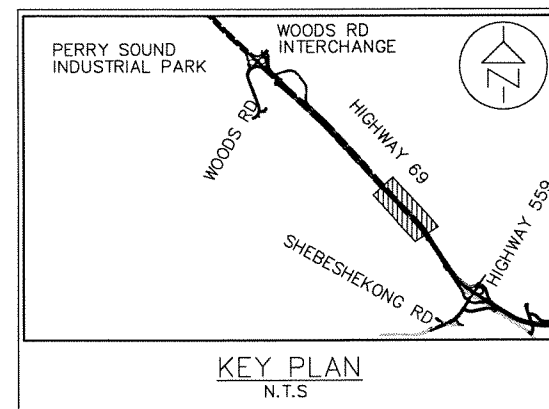 WOODS RD
INTERCHANGE
PERRY SOUND
INDUSTRIAL PARK
WOODS RD
HIGHWAY 69
HIGHWAY 559
SHEBESHEKONG RD
N
KEY PLAN
N.T.S